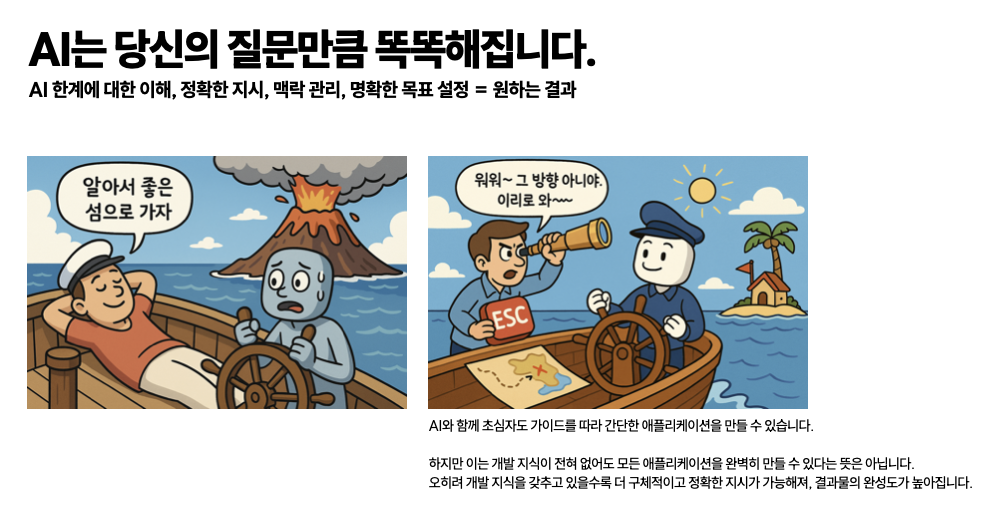 AI는 당신의 질문만큼 똑똑해집니다.
AI 한계에 대한 이해, 정확한 지시, 맥락 관리, 명확한 목표 설정 = 원하는 결과
알아서 좋은
섬으로 가자
워워~ 그 방향 아니야.
이리로 와~~
ESC
AI와 함께 초심자도 가이드를 따라 간단한 애플리케이션을 만들 수 있습니다.
하지만 이는 개발 지식이 전혀 없어도 모든 애플리케이션을 완벽히 만들 수 있다는 뜻은 아닙니다.
오히려 개발 지식을 갖추고 있을수록 더 구체적이고 정확한 지시가 가능해져, 결과물의 완성도가 높아집니다.